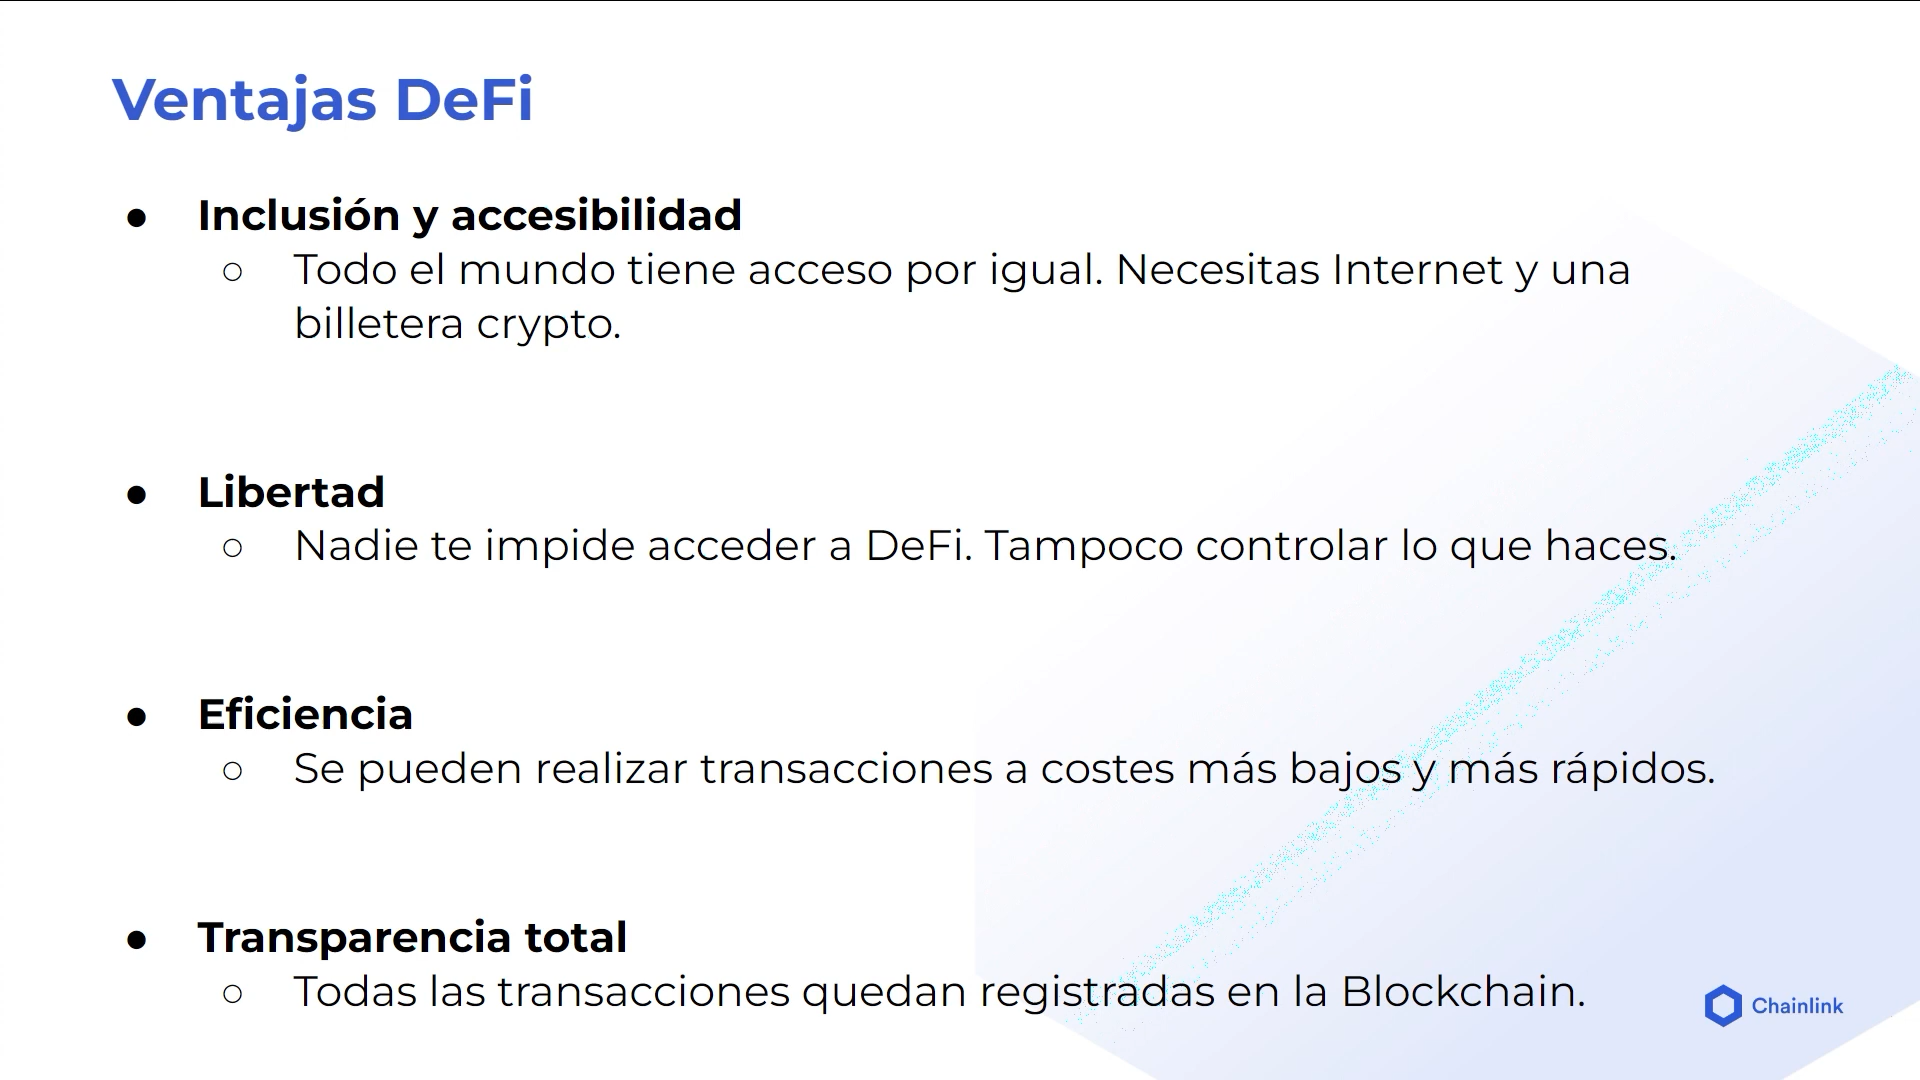 Ventajas DeFi
● Inclusión y accesibilidad
○ Todo el mundo tiene acceso por igual. Necesitas Internet y una
billetera crypto.
● Libertad
○ Nadie te impide acceder a DeFi. Tampoco controlar lo que haces.
● Eficiencia
○ Se pueden realizar transacciones a costes más bajos y más rápidos.
● Transparencia total
○ Todas las transacciones quedan registradas en la Blockchain.
Chainlink